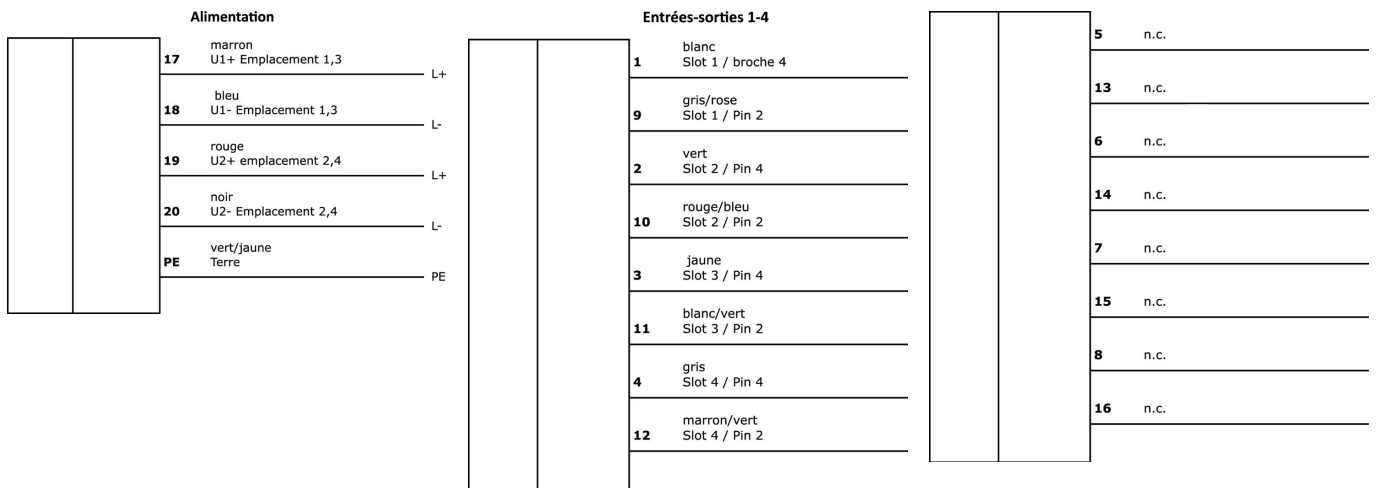 Alimentation
marron
17 U1+ Emplacement 1,3
L+
bleu
18 U1- Emplacement 1,3
L-
rouge
19 U2+ emplacement 2,4
L+
noir
20 U2- Emplacement 2,4
L-
vert/jaune
PE Terre
PE
Entrées-sorties 1-4
blanc
1 Slot 1 / broche 4
gris/rose
9 Slot 1 / Pin 2
vert
2 Slot 2 / Pin 4
rouge/bleu
10 Slot 2 / Pin 2
jaune
3 Slot 3 / Pin 4
blanc/vert
11 Slot 3 / Pin 2
gris
4 Slot 4 / Pin 4
marron/vert
12 Slot 4 / Pin 2
5 n.c.
13 n.c.
6 n.c.
14 n.c.
7 n.c.
15 n.c.
8 n.c.
16 n.c.